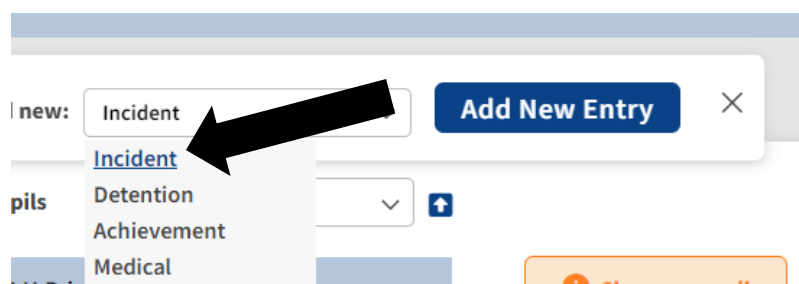 new: Incident Add New Entry
Incident
pils Detention
Achievement
Medical